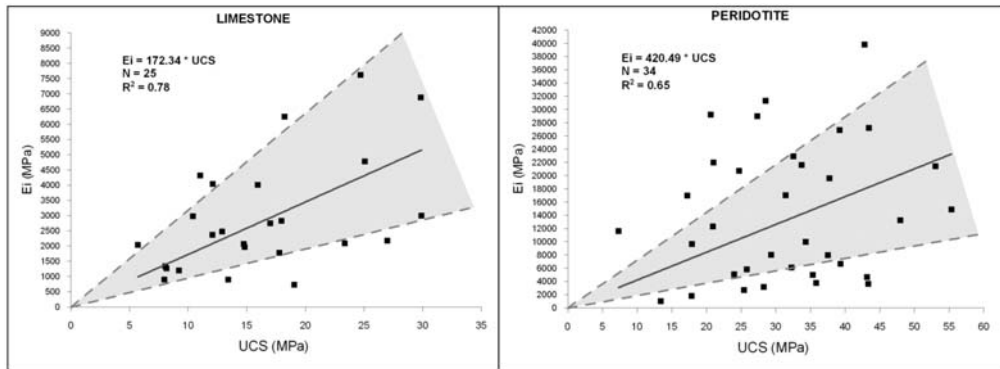 LIMESTONE
Ei = 172.34 * UCS
N = 25
R² = 0.78
Ei (MPa)
9000
8500
8000
7500
7000
6500
6000
5500
5000
4500
4000
3500
3000
2500
2000
1500
1000
500
0
0 5 10 15 20 25 30 35
UCS (MPa)
PERIDOTITE
Ei = 420.49 * UCS
N = 34
R² = 0.65
Ei (MPa)
42000
40000
38000
36000
34000
32000
30000
28000
26000
24000
22000
20000
18000
16000
14000
12000
10000
8000
6000
4000
2000
0
0 5 10 15 20 25 30 35 40 45 50 55 60
UCS (MPa)